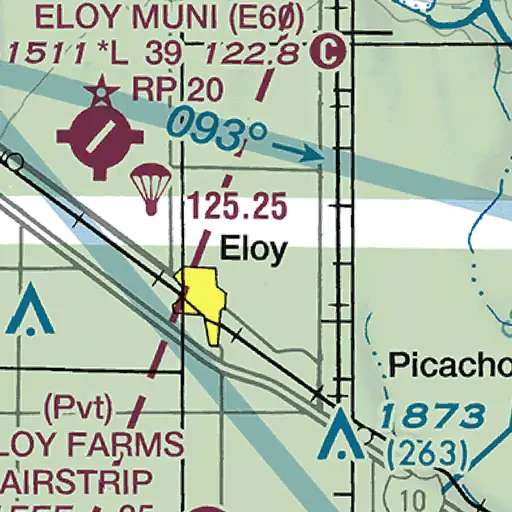 ELOY MUNI (E60)
1511 *L 39 122.8 C
RP 20
093°
125.25
Eloy
Picacho
(Pvt)
1873
(263)
LOY FARMS
AIRSTRIP
10